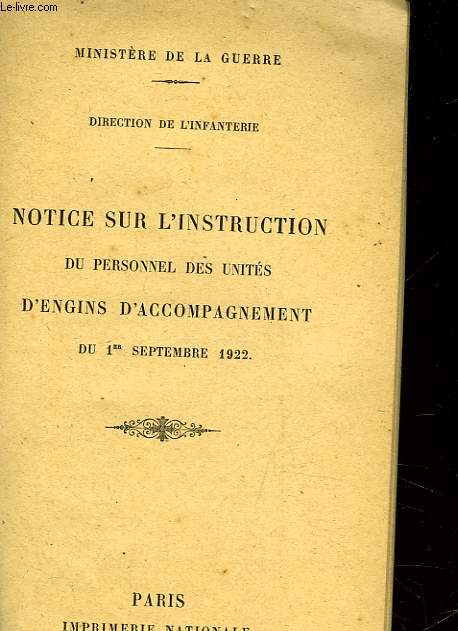 Le-livre.com
MINISTÈRE DE LA GUERRE
DIRECTION DE L'INFANTERIE
NOTICE SUR L'INSTRUCTION
DU PERSONNEL DES UNITÉS
D'ENGINS D'ACCOMPAGNEMENT
DU 1ER SEPTEMBRE 1922.
PARIS
IMPRIMERIE NATIONALE